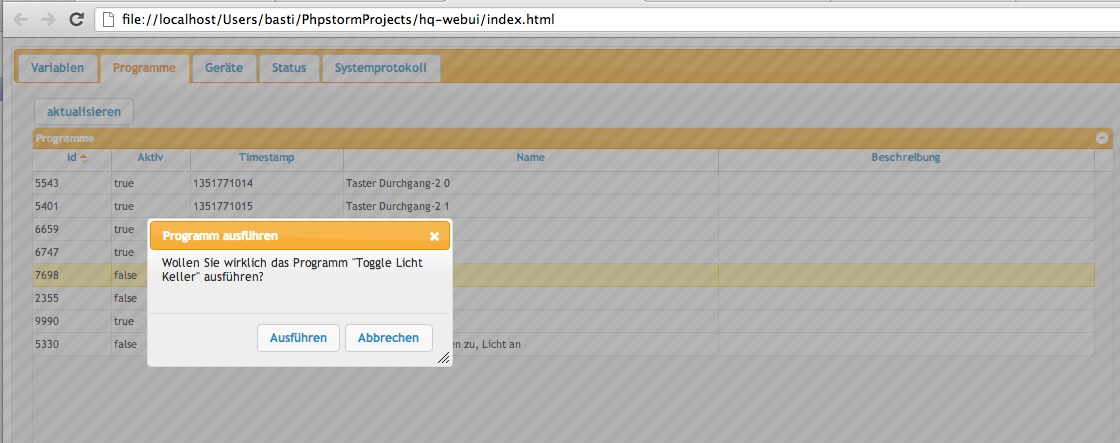 file://localhost/Users/basti/PhpstormProjects/hq-webui/index.html
Variablen Programme Geräte Status Systemprotokoll
aktualisieren
Programme
id Aktiv Timestamp Name Beschreibung
5543 true 1351771014 Taster Durchgang-2 0
5401 true 1351771015 Taster Durchgang-2 1
6659 true
6747 true
7698 false
2355 false
9990 true
5330 false en zu, Licht an
Programm ausführen
Wollen Sie wirklich das Programm "Toggle Licht
Keller" ausführen?
Ausführen Abbrechen